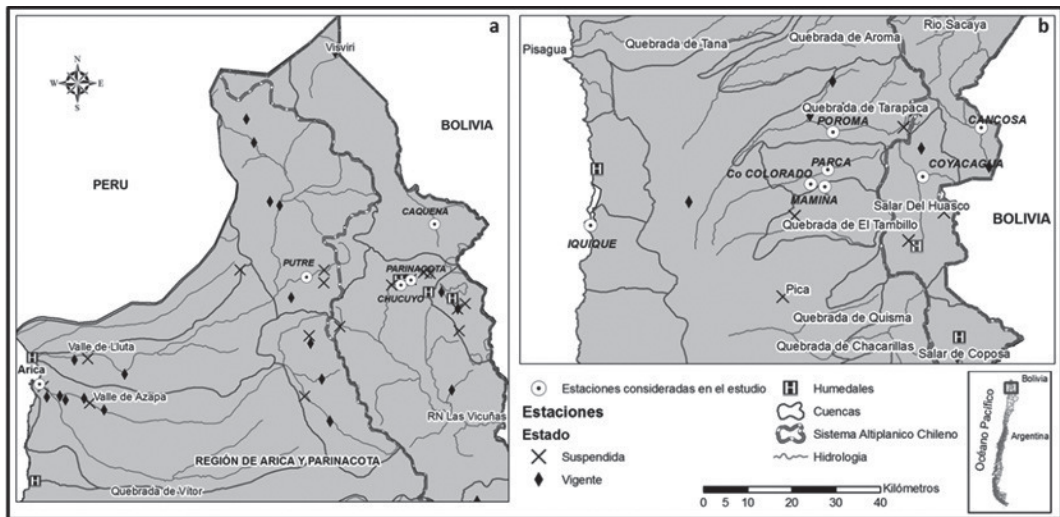 a
Visviri
N
W E
S
BOLIVIA
PERU
CAQUENA
PUTRE
PARINACOTA
CHUCUYO
Valle de Lluta
Arica
Valle de Azapa
RN Las Vicuñas
REGIÓN DE ARICA Y PARINACOTA
Quebrada de Vítor
b
Rio Sacaya
Quebrada de Tana
Quebrada de Aroma
Pisagua
Quebrada de Tarapaca
POROMA
CANCOSA
PARCA
COYACAGUA
Co COLORADO
MAMIÑA
Salar Del Huasco
BOLIVIA
Quebrada de El Tambillo
IQUIQUE
Pica
Quebrada de Quisma
Quebrada de Chacarillas
Salar de Coposa
Estaciones consideradas en el estudio
Estaciones
Estado
Suspendida
Vigente
H Humedales
Cuencas
Sistema Altiplanico Chileno
Hidrologia
Kilómetros
0 5 10 20 30 40
Bolivia
Océano Pacífico
Argentina